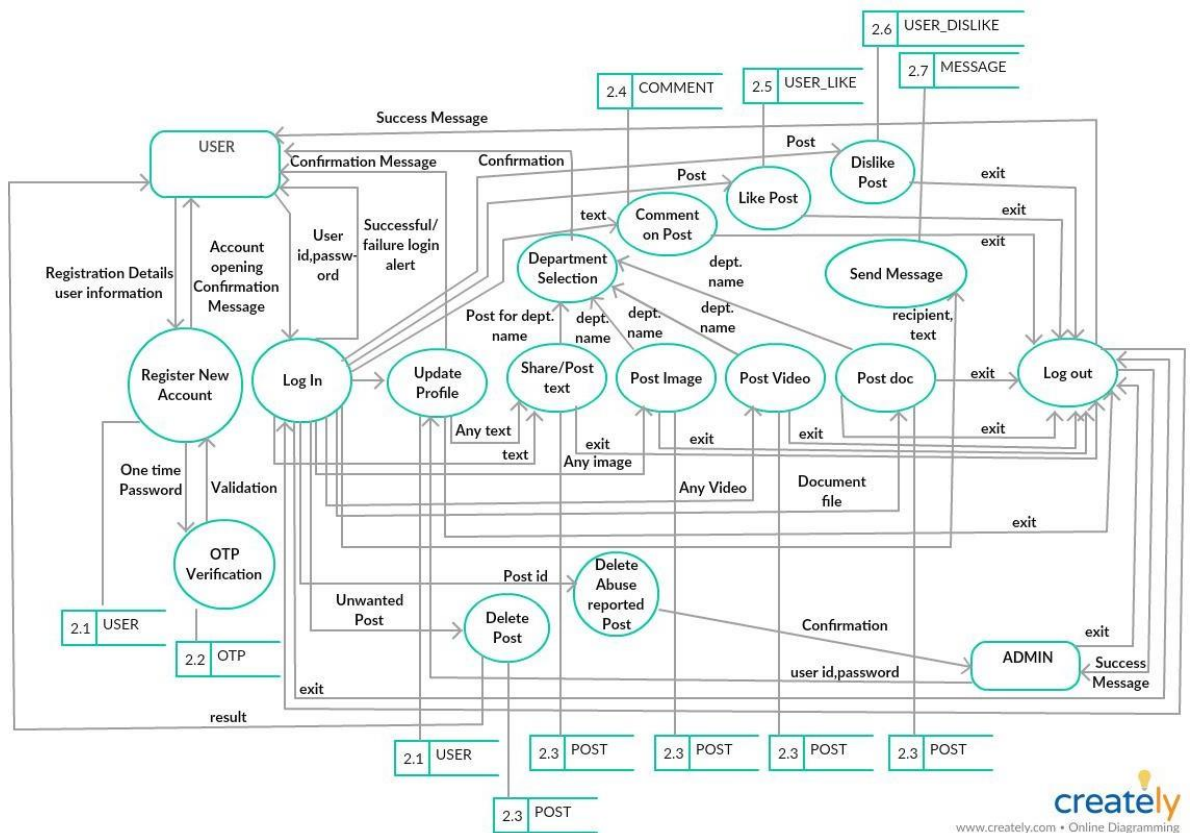 2.6 USER_DISLIKE
2.7 MESSAGE
2.4 COMMENT
2.5 USER_LIKE
Success Message
USER
Confirmation Message
Confirmation
Post
Dislike
Post
exit
Post
Like Post
exit
text
Comment
on Post
exit
Registration Details
user information
Account
opening
Confirmation
Message
User
id,passw-
ord
Successful/
failure login
alert
Department
Selection
dept.
name
Send Message
recipient,
text
Post for dept.
name
dept.
name
dept.
name
dept.
name
Register New
Account
Log In
Update
Profile
Share/Post
text
Post Image
Post Video
Post doc
exit
Log out
Any text
text
exit
Any image
exit
exit
exit
One time
Password
Validation
Any Video
Document
file
exit
OTP
Verification
Post id
Delete
Abuse
reported
Post
Unwanted
Post
Delete
Post
Confirmation
2.1 USER
2.2 OTP
ADMIN
exit
Success
Message
user id,password
exit
result
2.1 USER
2.3 POST
2.3 POST
2.3 POST
2.3 POST
2.3 POST
creately
www.creately.com • Online Diagramming